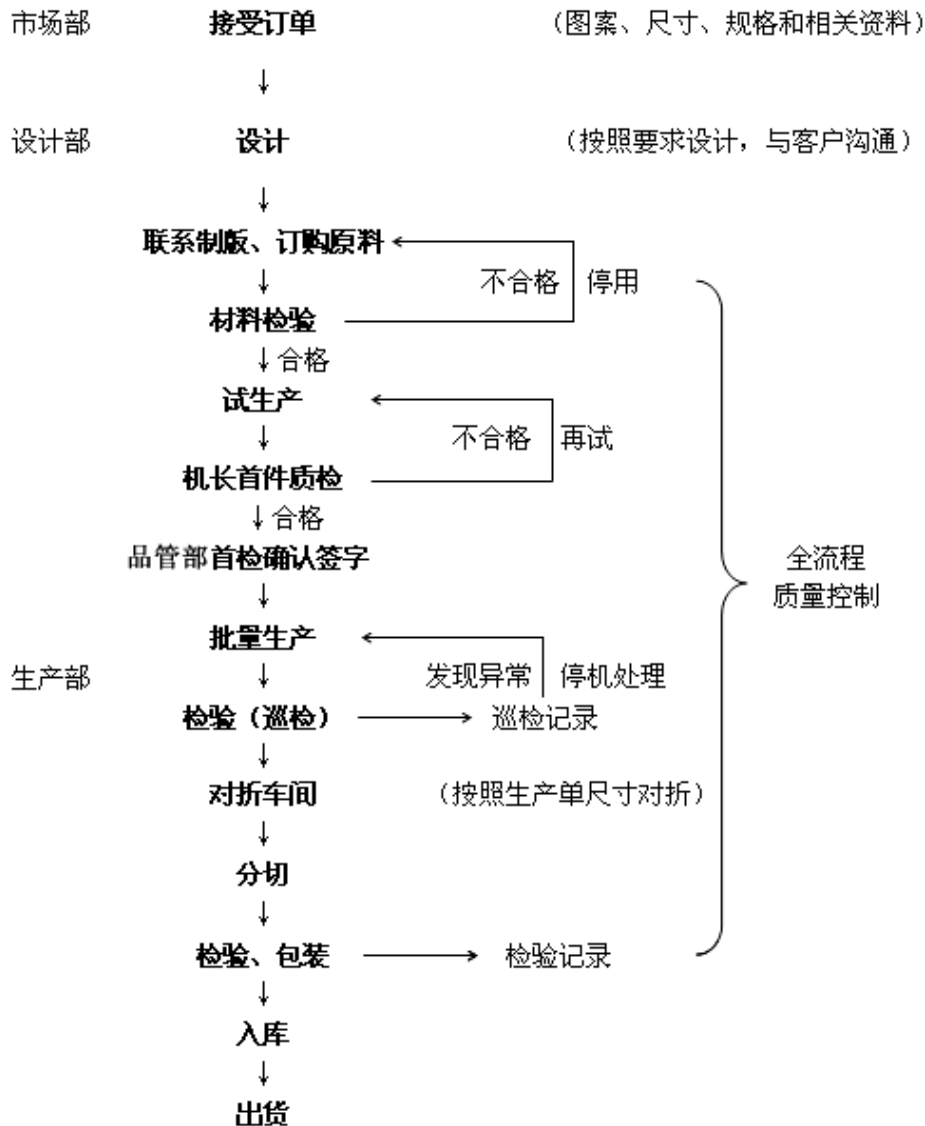 市场部 接受订单 （图案、尺寸、规格和相关资料）
设计部 设计 （按照要求设计，与客户沟通）
联系制版、订购原料
不合格 停用
材料检验
合格
试生产
不合格 再试
机长首件质检
合格
品管部首检确认签字
全流程
质量控制
批量生产
生产部 发现异常 停机处理
检验（巡检） 巡检记录
对折车间 （按照生产单尺寸对折）
分切
检验、包装 检验记录
入库
出货